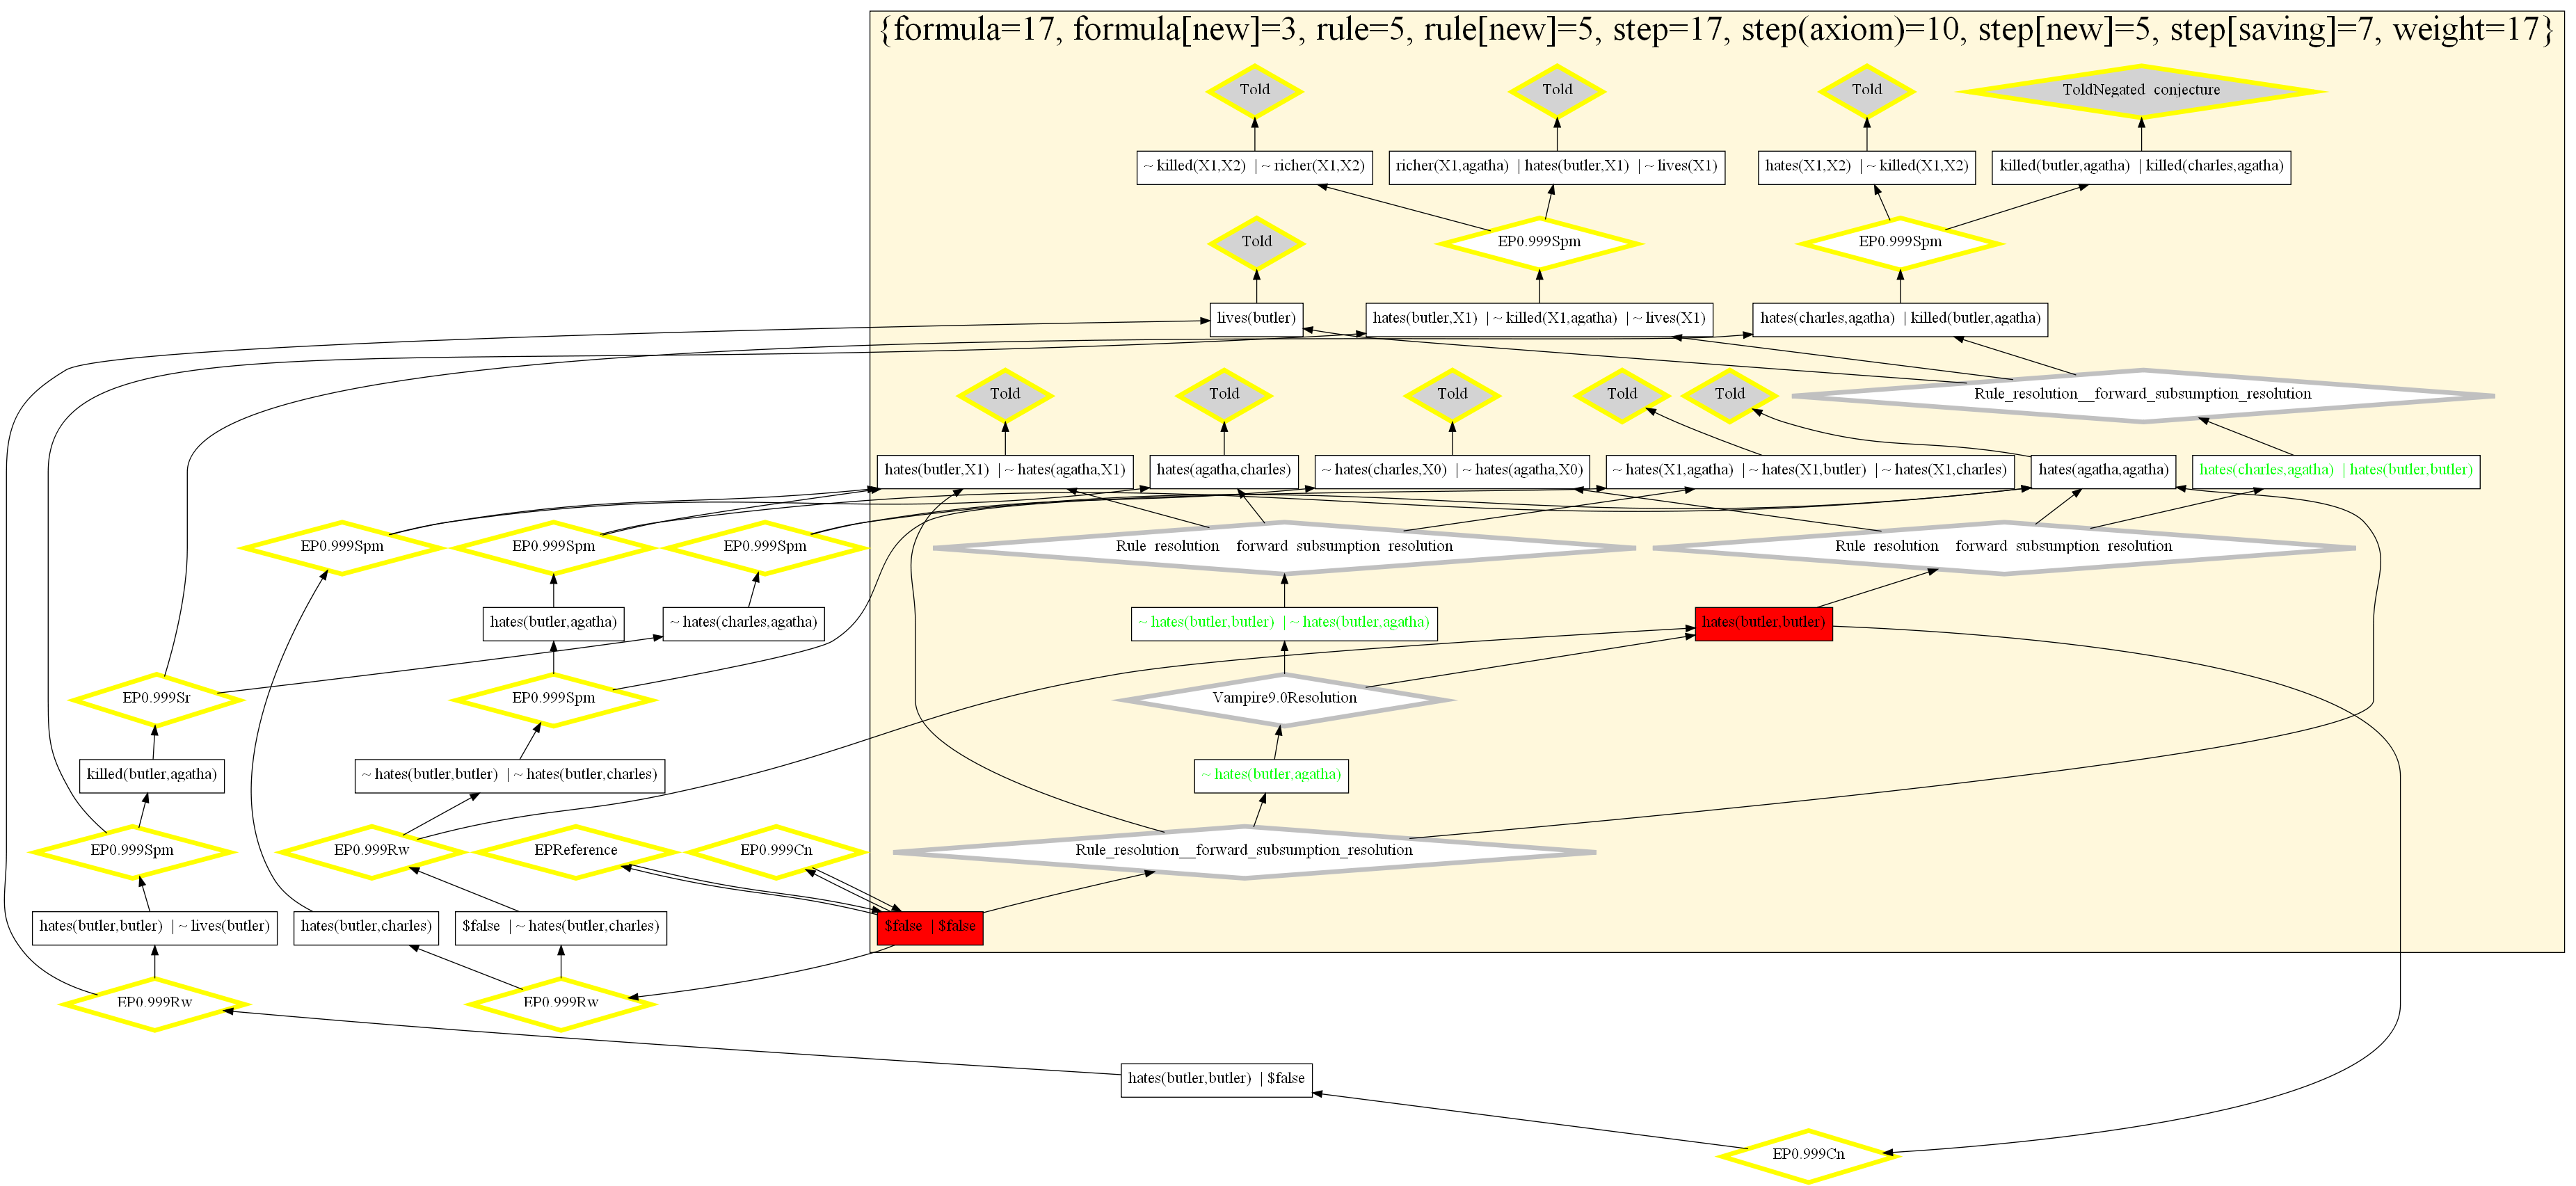 {formula=17, formula[new]=3, rule=5, rule[new]=5, step=17, step(axiom)=10, step[new]=5, step[saving]=7, weight=17}
Told
Told
Told
ToldNegated conjecture
~ killed(X1,X2) | ~ richer(X1,X2)
richer(X1,agatha) | hates(butler,X1) | ~ lives(X1)
hates(X1,X2) | ~ killed(X1,X2)
killed(butler,agatha) | killed(charles,agatha)
Told
EP0.999Spm
EP0.999Spm
lives(butler)
hates(butler,X1) | ~ killed(X1,agatha) | ~ lives(X1)
hates(charles,agatha) | killed(butler,agatha)
Told
Told
Told
Told
Told
Rule_resolution__forward_subsumption_resolution
hates(butler,X1) | ~ hates(agatha,X1)
hates(agatha,charles)
~ hates(charles,X0) | ~ hates(agatha,X0)
~ hates(X1,agatha) | ~ hates(X1,butler) | ~ hates(X1,charles)
hates(agatha,agatha)
hates(charles,agatha) | hates(butler,butler)
EP0.999Spm
EP0.999Spm
EP0.999Spm
Rule resolution forward subsumption resolution
Rule resolution forward subsumption resolution
hates(butler,agatha)
~ hates(charles,agatha)
~ hates(butler,butler) | ~ hates(butler,agatha)
hates(butler,butler)
EP0.999Sr
EP0.999Spm
Vampire9.0Resolution
killed(butler,agatha)
~ hates(butler,butler) | ~ hates(butler,charles)
~ hates(butler,agatha)
EP0.999Spm
EP0.999Rw
EPReference
EP0.999Cn
Rule_resolution__forward_subsumption_resolution
hates(butler,butler) | ~ lives(butler)
hates(butler,charles)
$false | ~ hates(butler,charles)
$false | $false
EP0.999Rw
EP0.999Rw
hates(butler,butler) | $false
EP0.999Cn